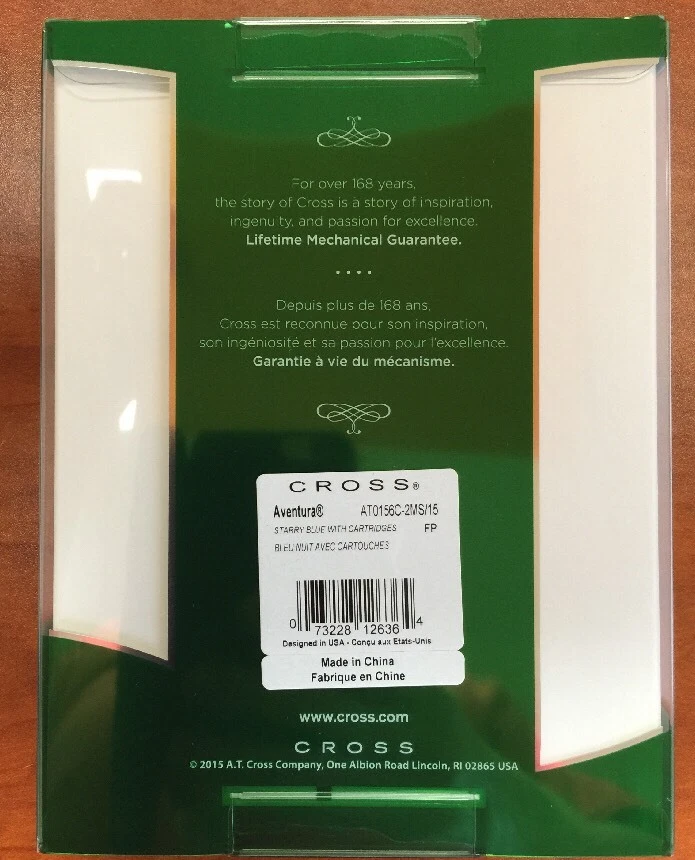 For over 168 years,
the story of Cross is a story of inspiration,
ingenuity, and passion for excellence.
Lifetime Mechanical Guarantee.
Depuis plus de 168 ans,
Cross est reconnue pour son inspiration,
son ingéniosité et sa passion pour l'excellence.
Garantie à vie du mécanisme.
CROSS®
Aventura® AT0156C-2MS/15
STARRY BLUE WITH CARTRIDGES FP
BLEU NUIT AVEC CARTOUCHES
0 73228 12636 4
Designed in USA - Conçu aux Etats-Unis
Made in China
Fabrique en Chine
www.cross.com
CROSS
© 2015 A.T. Cross Company, One Albion Road Lincoln, RI 02865 USA